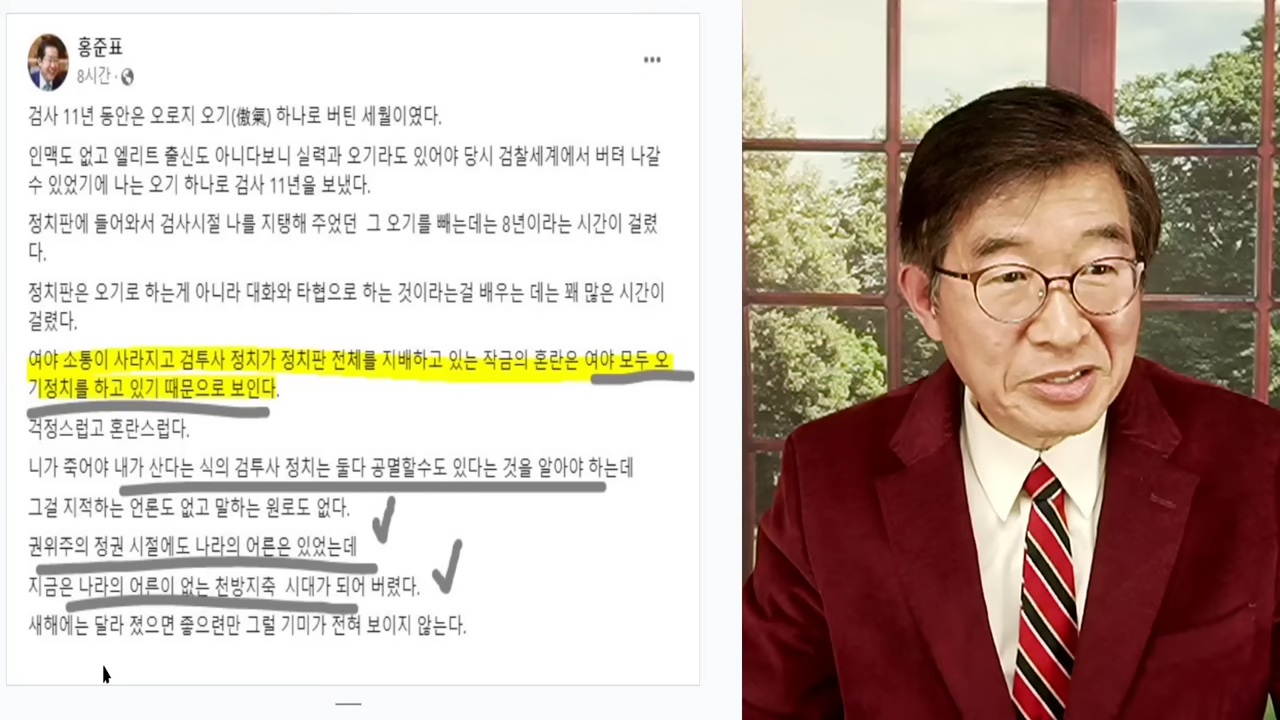 홍준표
8시간 ·
검사 11년 동안은 오로지 오기(傲氣) 하나로 버틴 세월이였다.
인맥도 없고 엘리트 출신도 아니다보니 실력과 오기라도 있어야 당시 검찰세계에서 버텨 나갈
수 있었기에 나는 오기 하나로 검사 11년을 보냈다.
정치판에 들어와서 검사시절 나를 지탱해 주었던 그 오기를 빼는데는 8년이라는 시간이 걸렸
다.
정치판은 오기로 하는게 아니라 대화와 타협으로 하는 것이라는걸 배우는 데는 꽤 많은 시간이
걸렸다.
여야 소통이 사라지고 검투사 정치가 정치판 전체를 지배하고 있는 작금의 혼란은 여야 모두 오
기정치를 하고 있기 때문으로 보인다.
걱정스럽고 혼란스럽다.
니가 죽어야 내가 산다는 식의 검투사 정치는 둘다 공멸할수도 있다는 것을 알아야 하는데
그걸 지적하는 언론도 없고 말하는 원로도 없다.
권위주의 정권 시절에도 나라의 어른은 있었는데
지금은 나라의 어른이 없는 천방지축 시대가 되어 버렸다.
새해에는 달라 졌으면 좋으련만 그럴 기미가 전혀 보이지 않는다.